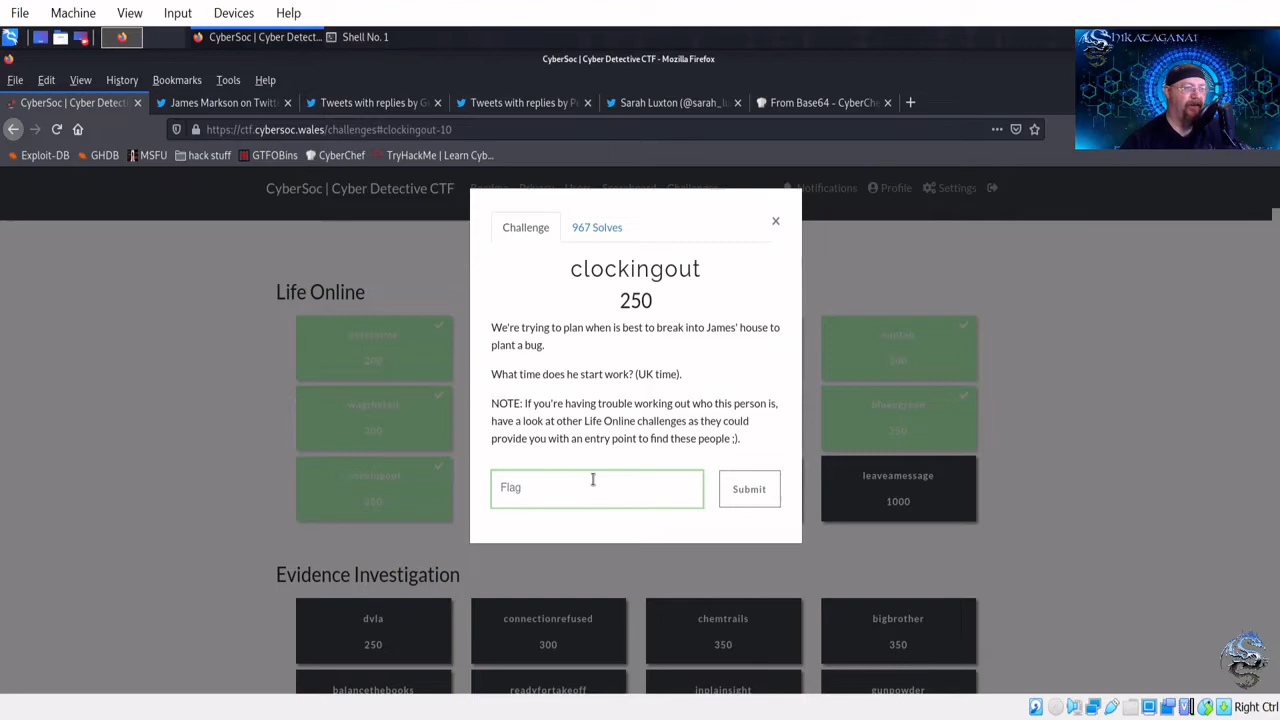 File Machine View Input Devices Help
CyberSoc | Cyber Detect... Shell No. 1
CyberSoc | Cyber Detective CTF - Mozilla Firefox
SHIKATAGANAI
File Edit View History Bookmarks Tools Help
CyberSoc | Cyber Detecti James Markson on Twitt Tweets with replies by G Tweets with replies by P Sarah Luxton (@sarah_lu From Base64 - CyberChe
https://ctf.cybersoc.wales/challenges#clockingout-10
Exploit-DB GHDB MSFU hack stuff GTFOBins CyberChef TryHackMe | Learn Cyb...
CyberSoc | Cyber Detective CTF Users Scoreboard Challenges Notifications Profile Settings
Challenge 967 Solves ×
clockingout
250
Life Online
We're trying to plan when is best to break into James' house to
plant a bug.
What time does he start work? (UK time).
NOTE: If you're having trouble working out who this person is,
have a look at other Life Online challenges as they could
provide you with an entry point to find these people ;).
200
200
250
leaveamessage
1000
Flag Submit
Evidence Investigation
dvla connectionrefused chemtrails bigbrother
250 300 350 350
balancethebooks readyfortakeoff inplainsight gunpowder
Right Ctrl